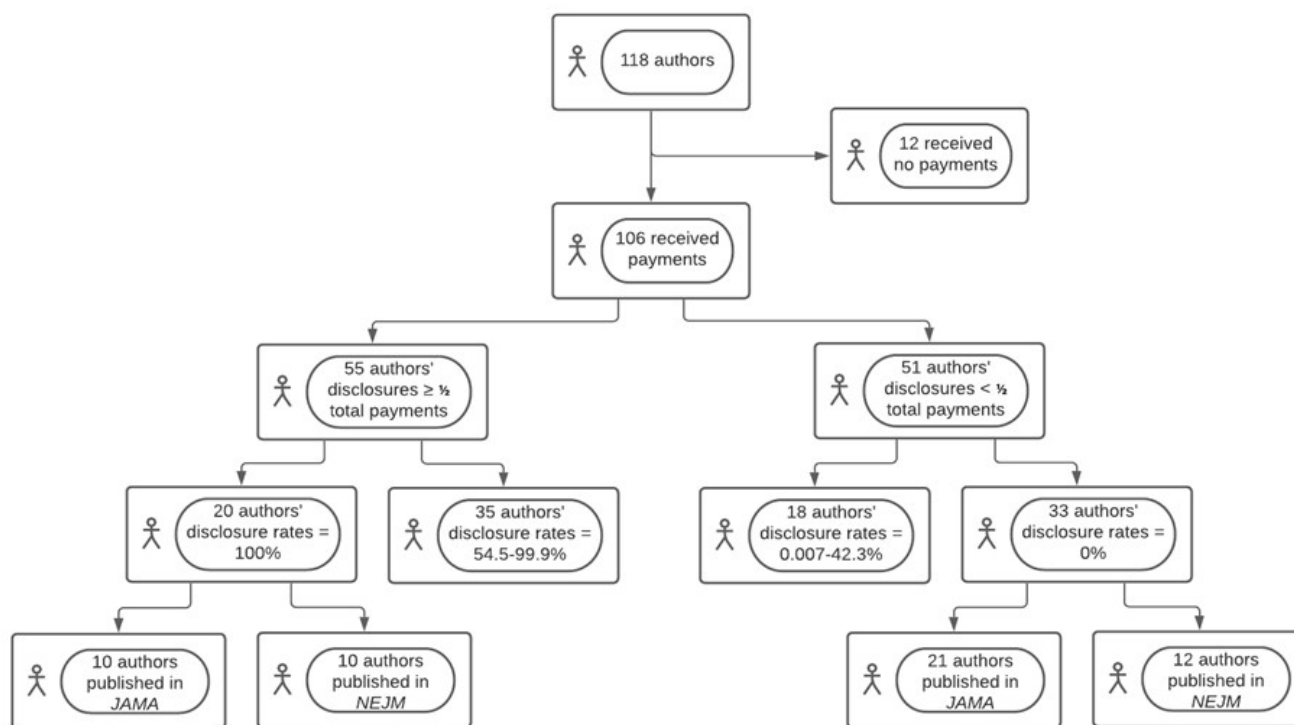 118 authors
12 received
no payments
106 received
payments
55 authors'
disclosures ≥ ½
total payments
51 authors'
disclosures < ½
total payments
20 authors'
disclosure rates =
100%
35 authors'
disclosure rates =
54.5-99.9%
18 authors'
disclosure rates =
0.007-42.3%
33 authors'
disclosure rates =
0%
10 authors
published in
JAMA
10 authors
published in
NEJM
21 authors
published in
JAMA
12 authors
published in
NEJM